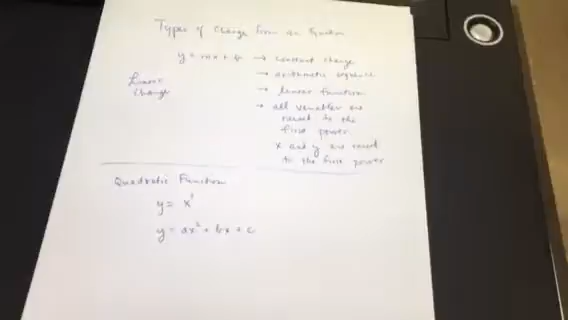 Types of Change from an Equation
y = mx + b → constant change
→ arithmetic sequence
Linear Change
→ linear function
→ all variables are
raised to the
first power
x and y are raised
to the first power
Quadratic Function
y = x²
y = ax² + bx + c